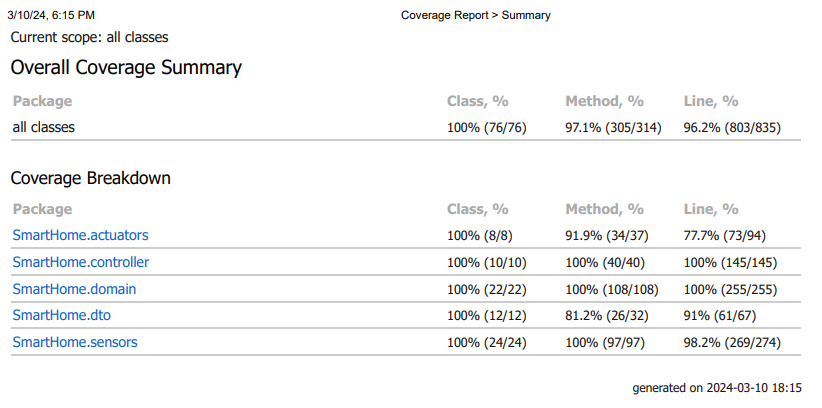 3/10/24, 6:15 PM Coverage Report > Summary
Current scope: all classes
Overall Coverage Summary
Package Class, % Method, % Line, %
all classes 100% (76/76) 97.1% (305/314) 96.2% (803/835)
Coverage Breakdown
Package Class, % Method, % Line, %
SmartHome.actuators 100% (8/8) 91.9% (34/37) 77.7% (73/94)
SmartHome.controller 100% (10/10) 100% (40/40) 100% (145/145)
SmartHome.domain 100% (22/22) 100% (108/108) 100% (255/255)
SmartHome.dto 100% (12/12) 81.2% (26/32) 91% (61/67)
SmartHome.sensors 100% (24/24) 100% (97/97) 98.2% (269/274)
generated on 2024-03-10 18:15